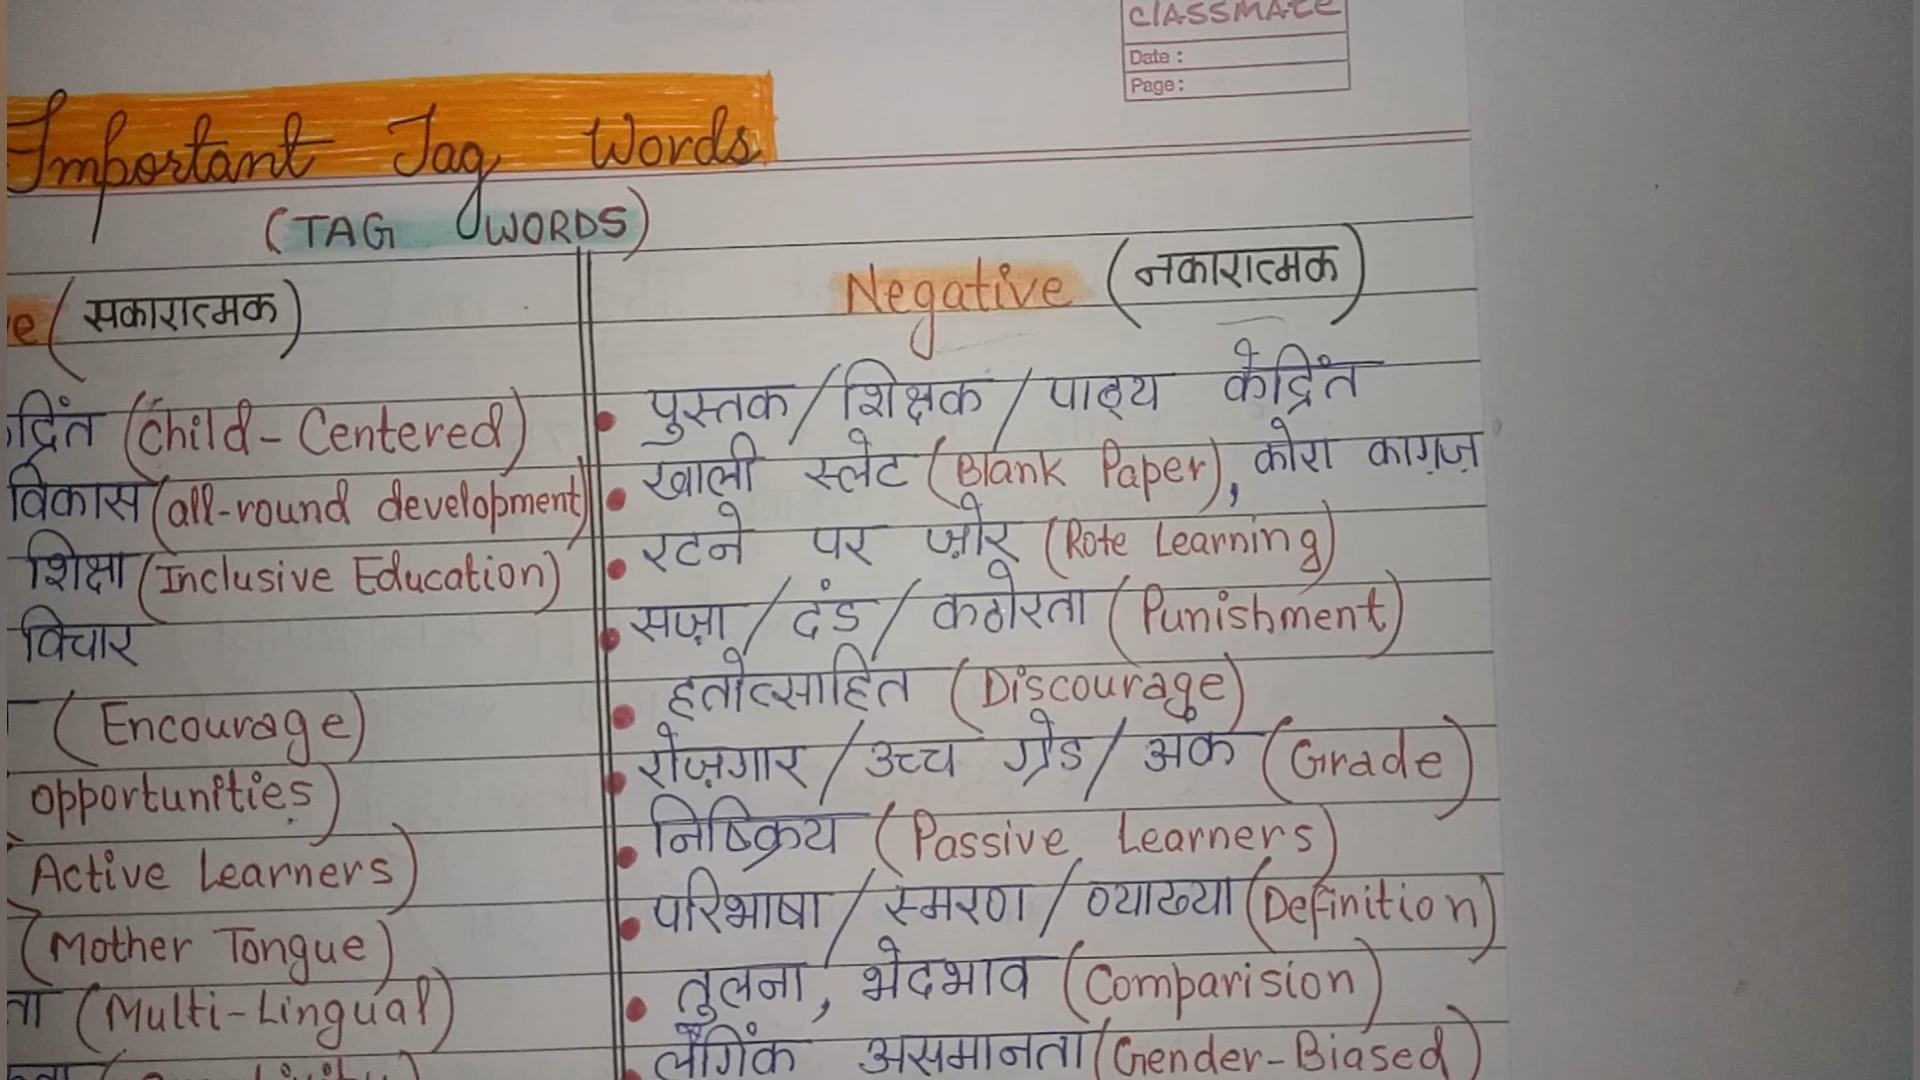 CLASSMATE
Date :
Page :
Important Tag Words
(TAG WORDS)
e (सकारात्मक)
Negative (नकारात्मक)
द्रिंत (Child-Centered)
विकास (all-round development)
शिक्षा (Inclusive Education)
विचार
(Encourage)
opportunities)
Active Learners)
(Mother Tongue)
ता (Multi-Lingual)
• पुस्तक/शिक्षक/पाठ्य केंद्रित
• खाली स्लेट (Blank Paper), कोरा काग़ज़
• रटने पर ज़ोर (Rote Learning)
• सज़ा/दंड/कठोरता (Punishment)
• हतोत्साहित (Discourage)
• रोज़गार/उच्च ग्रेड/अंक (Grade)
• निष्क्रिय (Passive Learners)
• परिभाषा/स्मरण/व्याख्या (Definition)
• तुलना, भेदभाव (Comparision)
• लैंगिक असमानता (Gender-Biased)